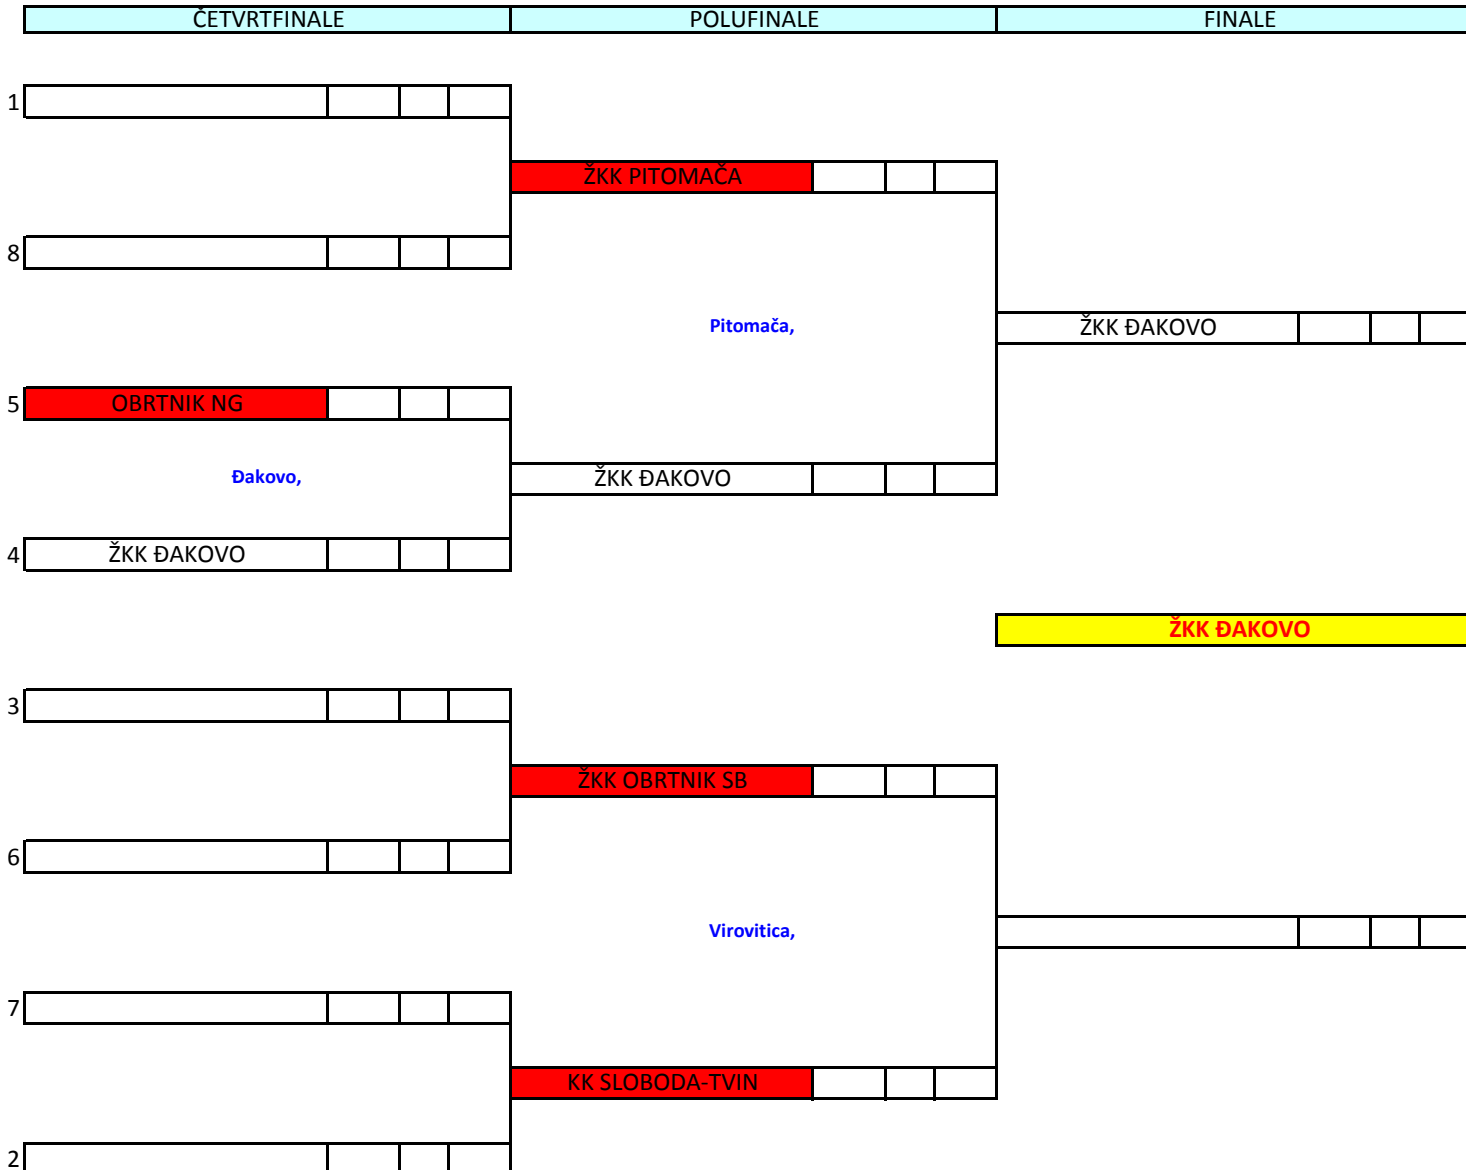 ČETVRTFINALE POLUFINALE FINALE
1
ŽKK PITOMAČA
8
Pitomača, ŽKK ĐAKOVO
5 OBRTNIK NG
Đakovo, ŽKK ĐAKOVO
4 ŽKK ĐAKOVO
ŽKK ĐAKOVO
3
ŽKK OBRTNIK SB
6
Virovitica,
7
KK SLOBODA-TVIN
2